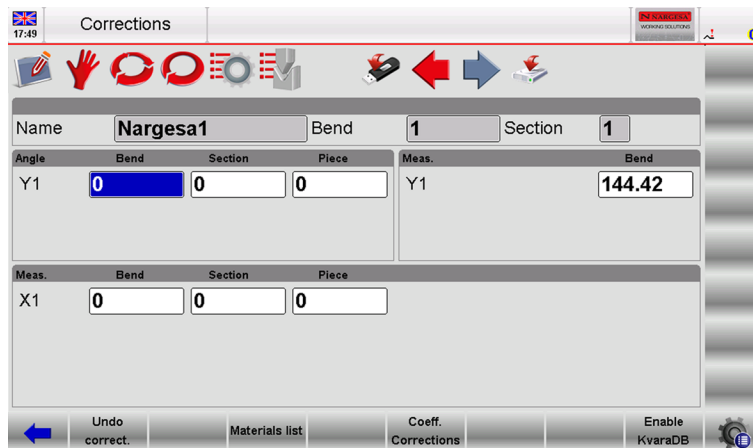 17:49
Corrections
N NARGESA
WORKING SOLUTIONS
Name Nargesa1 Bend 1 Section 1
Angle Bend Section Piece
Y1 0 0 0
Meas. Bend
Y1 144.42
Meas. Bend Section Piece
X1 0 0 0
Undo correct.
Materials list
Coeff. Corrections
Enable KvaraDB